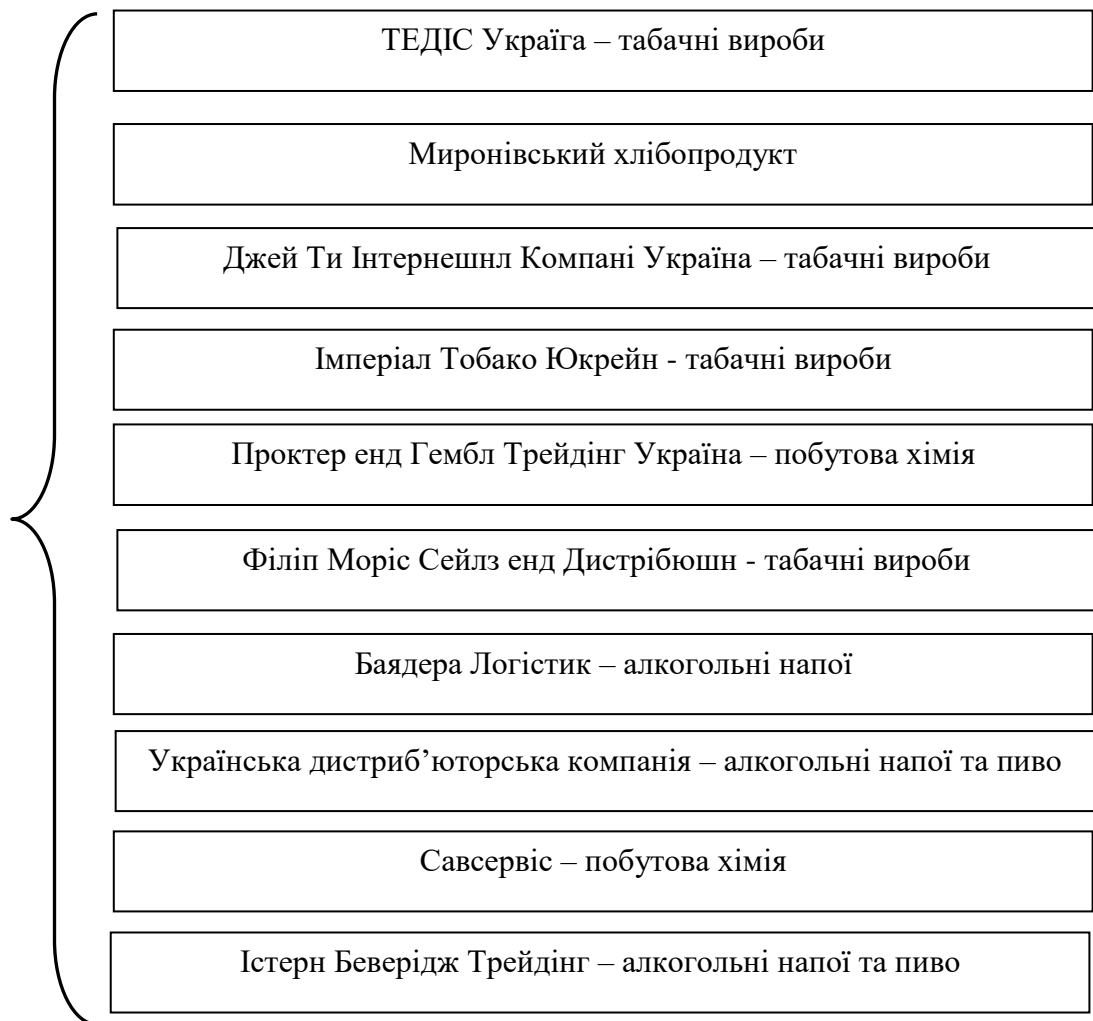 ТЕДІС Україга – табачні вироби
Миронівський хлібопродукт
Джей Ти Інтернешнл Компані Україна – табачні вироби
Імперіал Тобако Юкрейн - табачні вироби
Проктер енд Гембл Трейдінг Україна – побутова хімія
Філіп Моріс Сейлз енд Дистрібюшн - табачні вироби
Баядера Логістик – алкогольні напої
Українська дистриб’юторська компанія – алкогольні напої та пиво
Савсервіс – побутова хімія
Істерн Беверідж Трейдінг – алкогольні напої та пиво